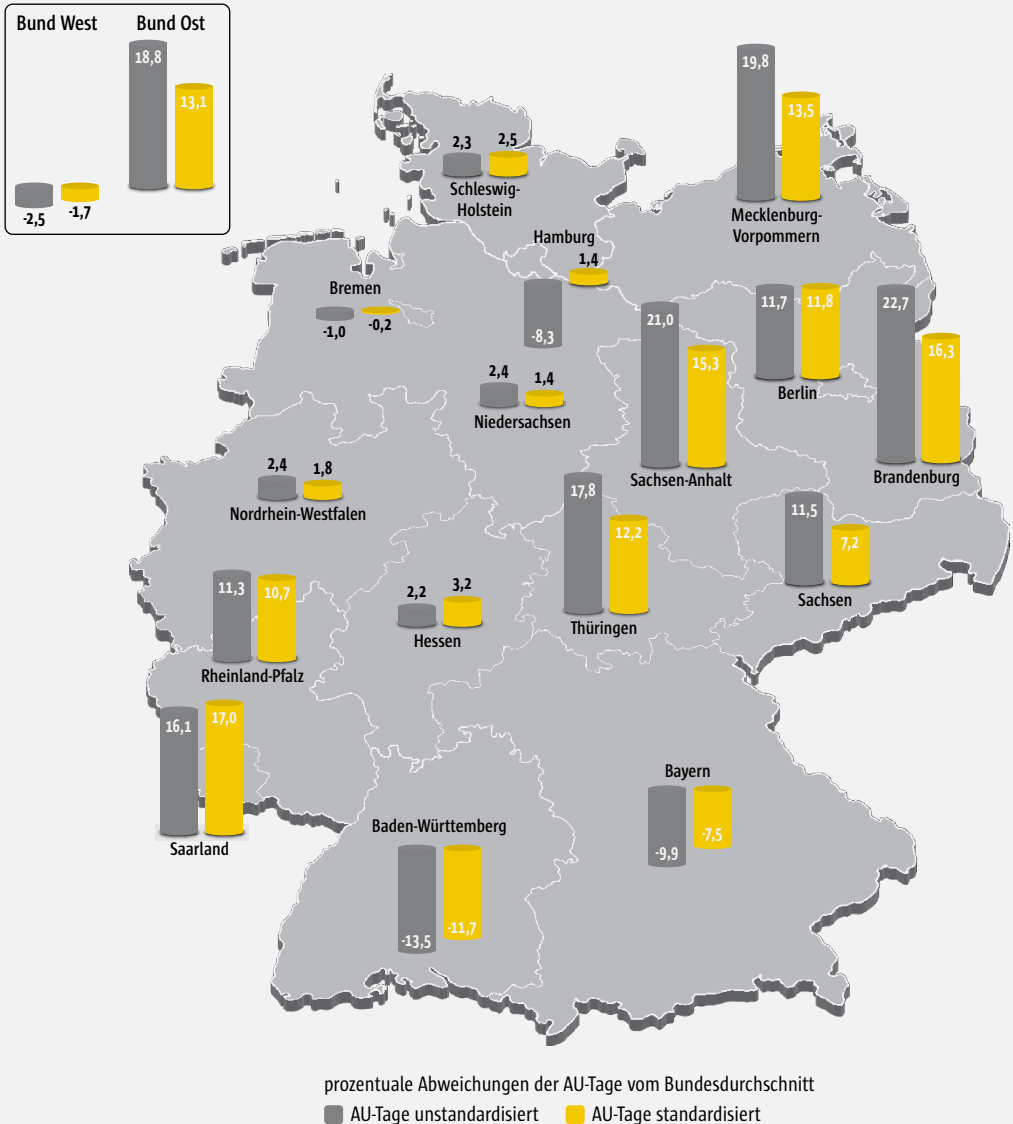 Bund West Bund Ost
18,8
13,1
-2,5
-1,7
19,8
13,5
Mecklenburg-
Vorpommern
2,3
2,5
Schleswig-
Holstein
Hamburg
1,4
-8,3
Bremen
-1,0
-0,2
2,4
1,4
Niedersachsen
21,0
15,3
Sachsen-Anhalt
11,7
11,8
Berlin
22,7
16,3
Brandenburg
2,4
1,8
Nordrhein-Westfalen
17,8
12,2
Thüringen
11,5
7,2
Sachsen
11,3
10,7
Rheinland-Pfalz
2,2
3,2
Hessen
16,1
17,0
Saarland
Baden-Württemberg
-13,5
-11,7
Bayern
-9,9
-7,5
prozentuale Abweichungen der AU-Tage vom Bundesdurchschnitt
AU-Tage unstandardisiert AU-Tage standardisiert